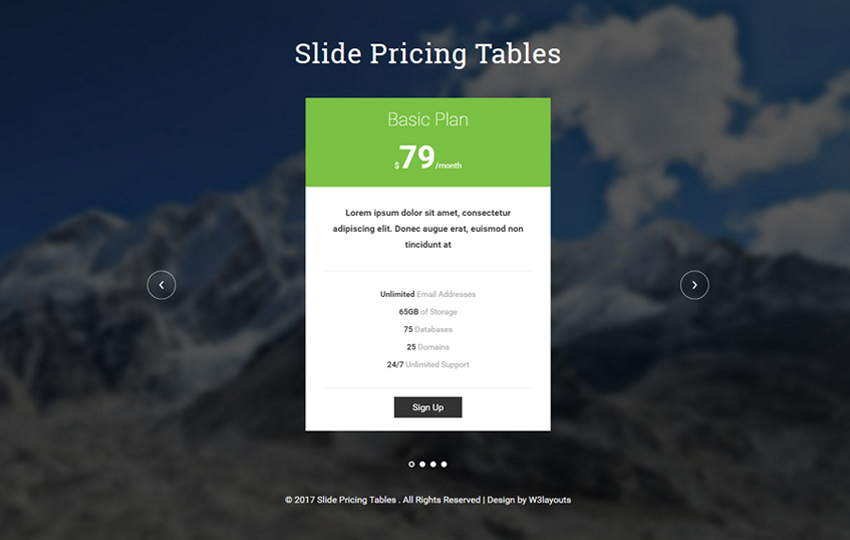 Slide Pricing Tables
Basic Plan
$79/month
Lorem ipsum dolor sit amet, consectetur
adipiscing elit. Donec augue erat, euismod non
tincidunt at
Unlimited Email Addresses
65GB of Storage
75 Databases
25 Domains
24/7 Unlimited Support
Sign Up
© 2017 Slide Pricing Tables . All Rights Reserved | Design by W3layouts